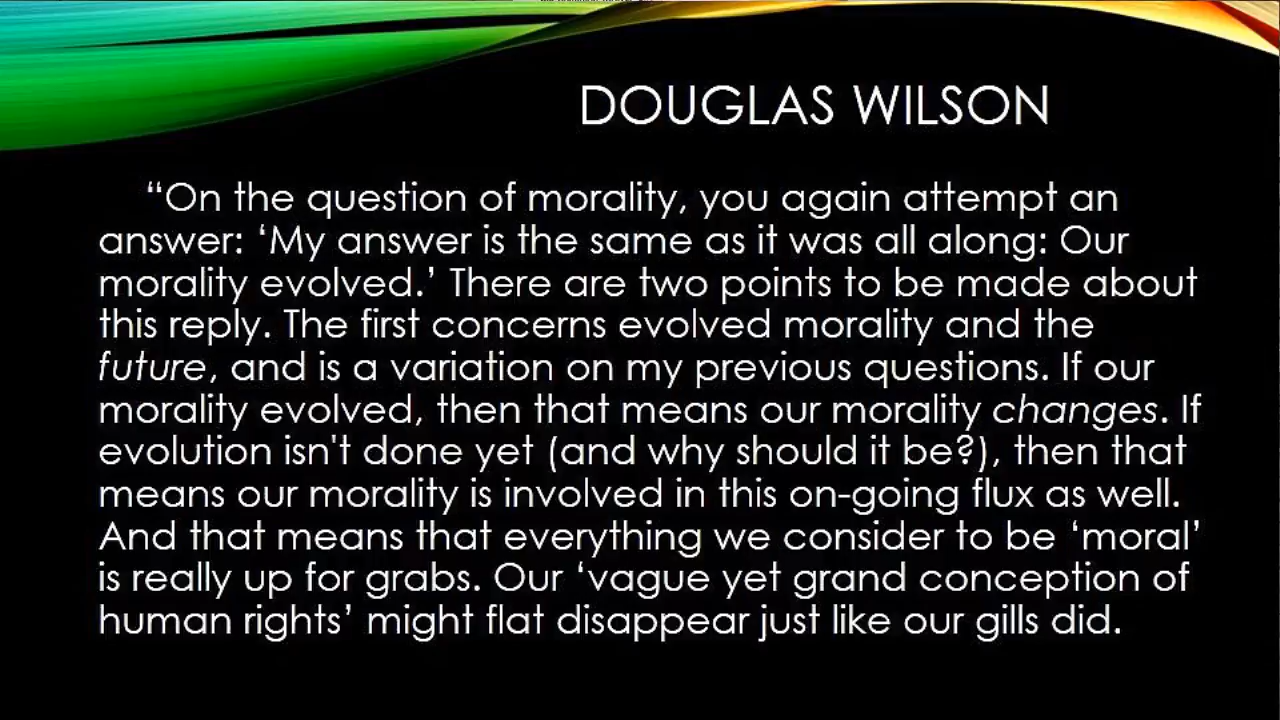 DOUGLAS WILSON
“On the question of morality, you again attempt an
answer: ‘My answer is the same as it was all along: Our
morality evolved.’ There are two points to be made about
this reply. The first concerns evolved morality and the
future, and is a variation on my previous questions. If our
morality evolved, then that means our morality changes. If
evolution isn't done yet (and why should it be?), then that
means our morality is involved in this on-going flux as well.
And that means that everything we consider to be ‘moral’
is really up for grabs. Our ‘vague yet grand conception of
human rights’ might flat disappear just like our gills did.